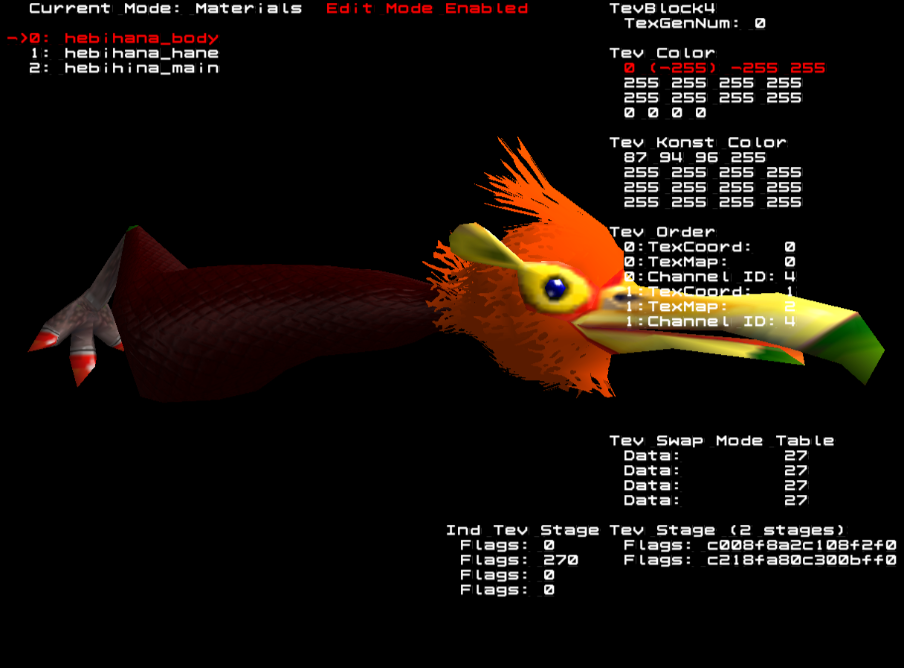 Current Mode: Materials Edit Mode Enabled
->0: hebihana_body
1: hebihana_hane
2: hebihina_main
TevBlock4
TexGenNum: 0
Tev Color
0 (-255) -255 255
255 255 255 255
255 255 255 255
0 0 0 0
Tev Konst Color
87 94 96 255
255 255 255 255
255 255 255 255
255 255 255 255
Tev Order
0:TexCoord: 0
0:TexMap: 0
0:Channel ID: 4
1:TexCoord: 1
1:TexMap: 2
1:Channel ID: 4
Tev Swap Mode Table
Data: 27
Data: 27
Data: 27
Data: 27
Ind Tev Stage
Flags: 0
Flags: 270
Flags: 0
Flags: 0
Tev Stage (2 stages)
Flags: c008f8a2c108f2f0
Flags: c218fa80c300bff0